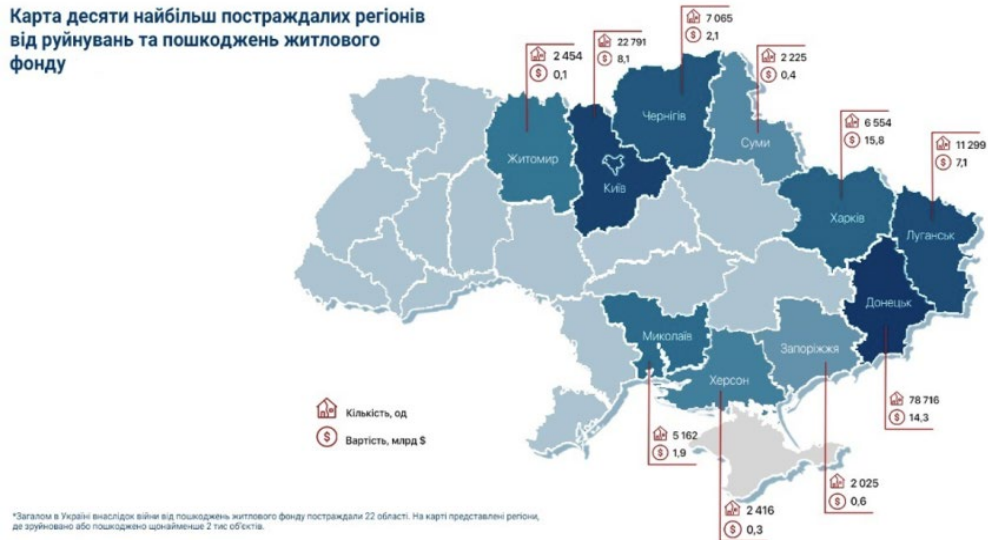 Карта десяти найбільш постраждалих регіонів
від руйнувань та пошкоджень житлового
фонду
7 065
2,1
22 791
8,1
2 454
0,1
2 225
0,4
6 554
15,8
11 299
7,1
Чернігів
Суми
Житомир
Київ
Харків
Луганськ
Донецьк
Миколаїв
Запоріжжя
Херсон
78 716
14,3
Кількість, од
Вартість, млрд $
5 162
1,9
2 025
0,6
2 416
0,3
*Загалом в Україні внаслідок війни від пошкоджень житлового фонду постраждали 22 області. На карті представлені регіони,
де зруйновано або пошкоджено щонайменше 2 тис об'єктів.